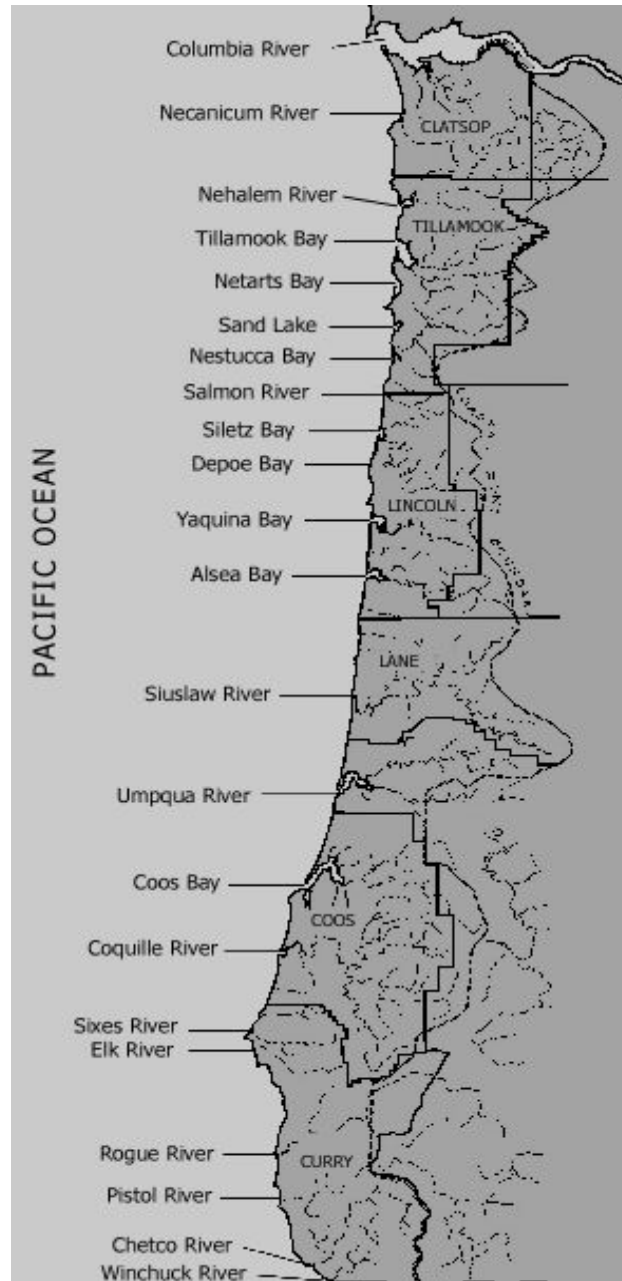 Columbia River
Necanicum River
CLATSOP
Nehalem River
TILLAMOOK
Tillamook Bay
Netarts Bay
Sand Lake
Nestucca Bay
Salmon River
Siletz Bay
Depoe Bay
LINCOLN
Yaquina Bay
Alsea Bay
PACIFIC OCEAN
LANE
Siuslaw River
Umpqua River
Coos Bay
COOS
Coquille River
Sixes River
Elk River
Rogue River
CURRY
Pistol River
Chetco River
Winchuck River